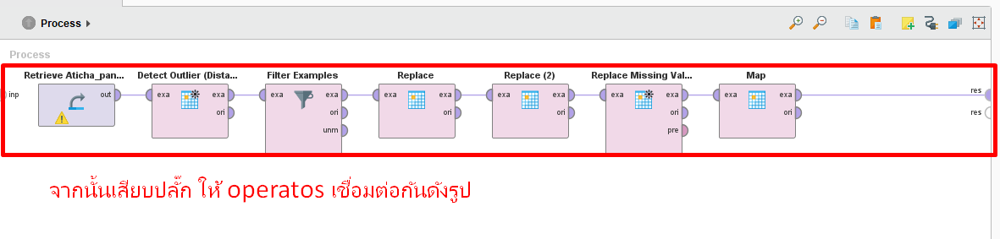 Process
Process
Retrieve Aticha_pan... Detect Outlier (Dista... Filter Examples Replace Replace (2) Replace Missing Val... Map
inp out exa exa exa exa exa exa exa exa exa exa exa exa res
ori ori ori ori ori ori res
unm pre
จากนั้นเสียบปลั๊ก ให้ operatos เชื่อมต่อกันดังรูป